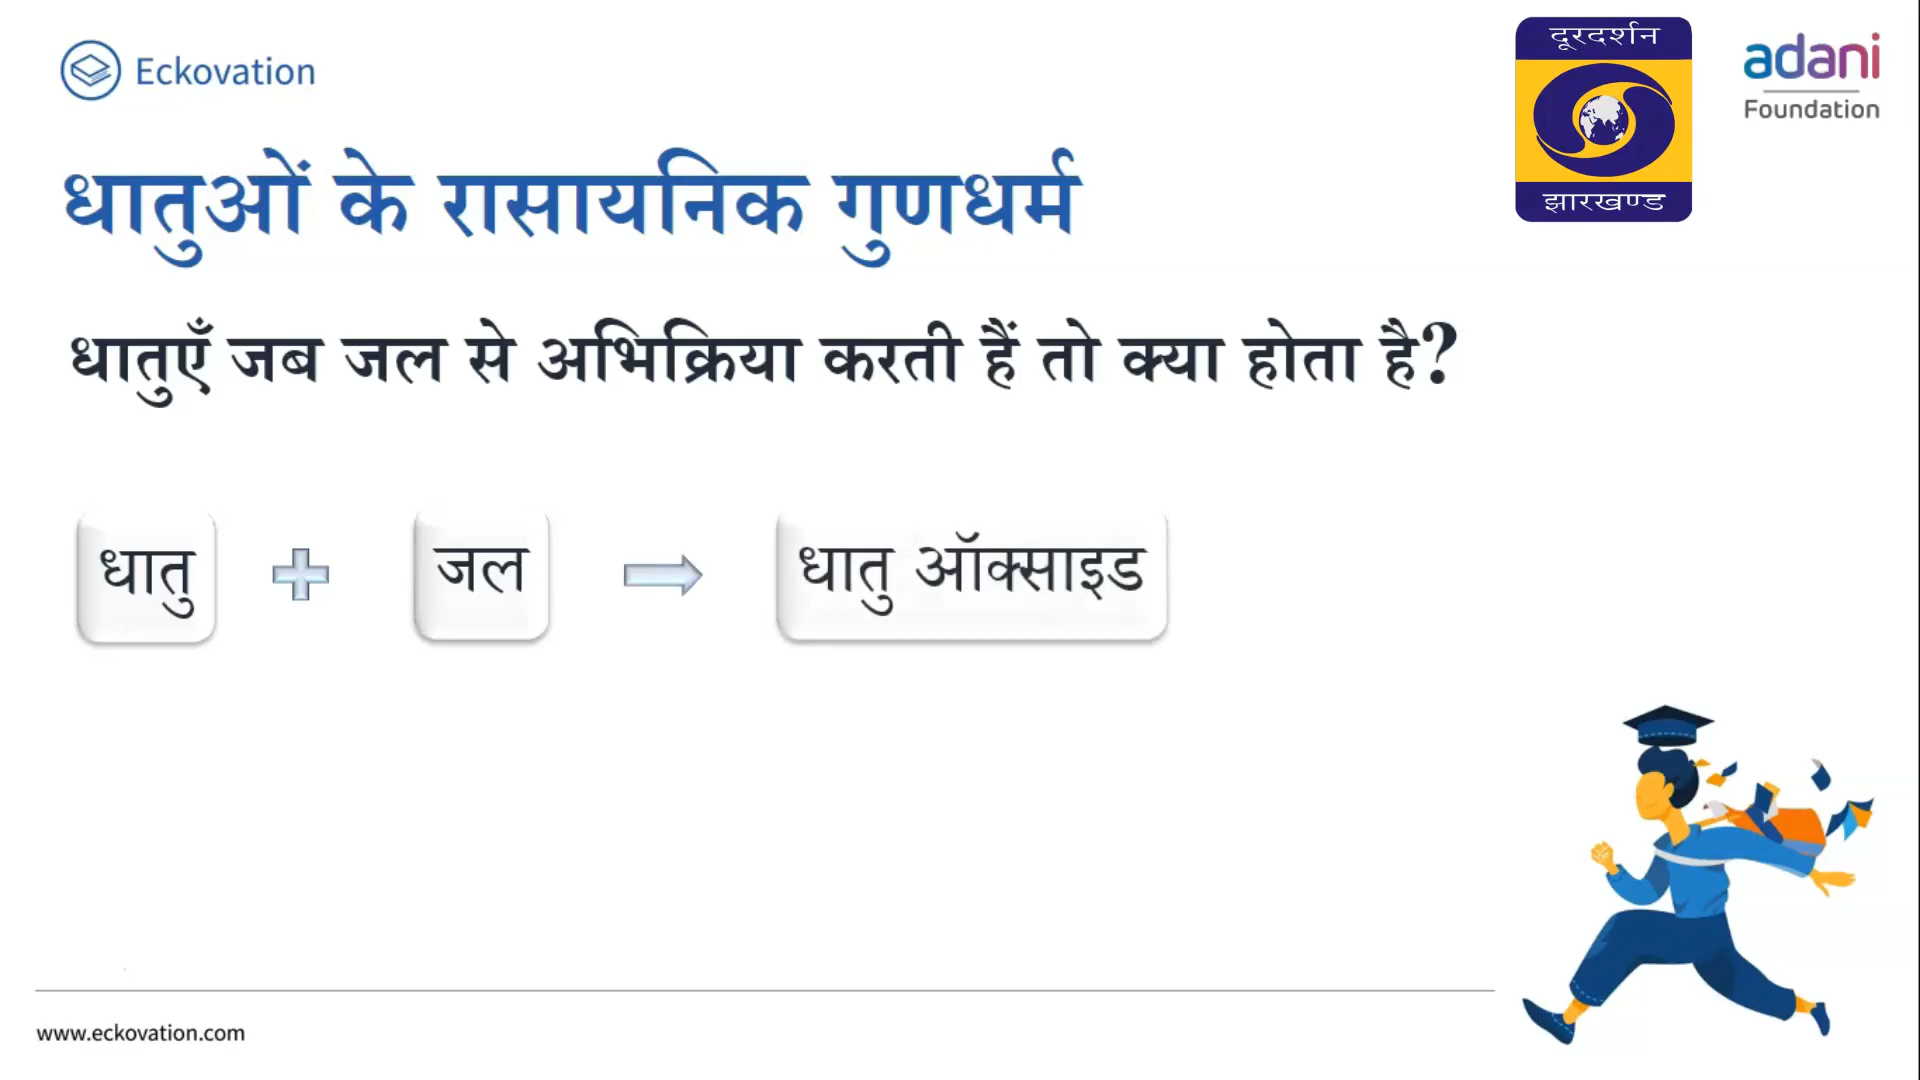 Eckovation
दूरदर्शन
झारखण्ड
adani
Foundation
धातुओं के रासायनिक गुणधर्म
धातुएँ जब जल से अभिक्रिया करती हैं तो क्या होता है?
धातु + जल → धातु ऑक्साइड
www.eckovation.com